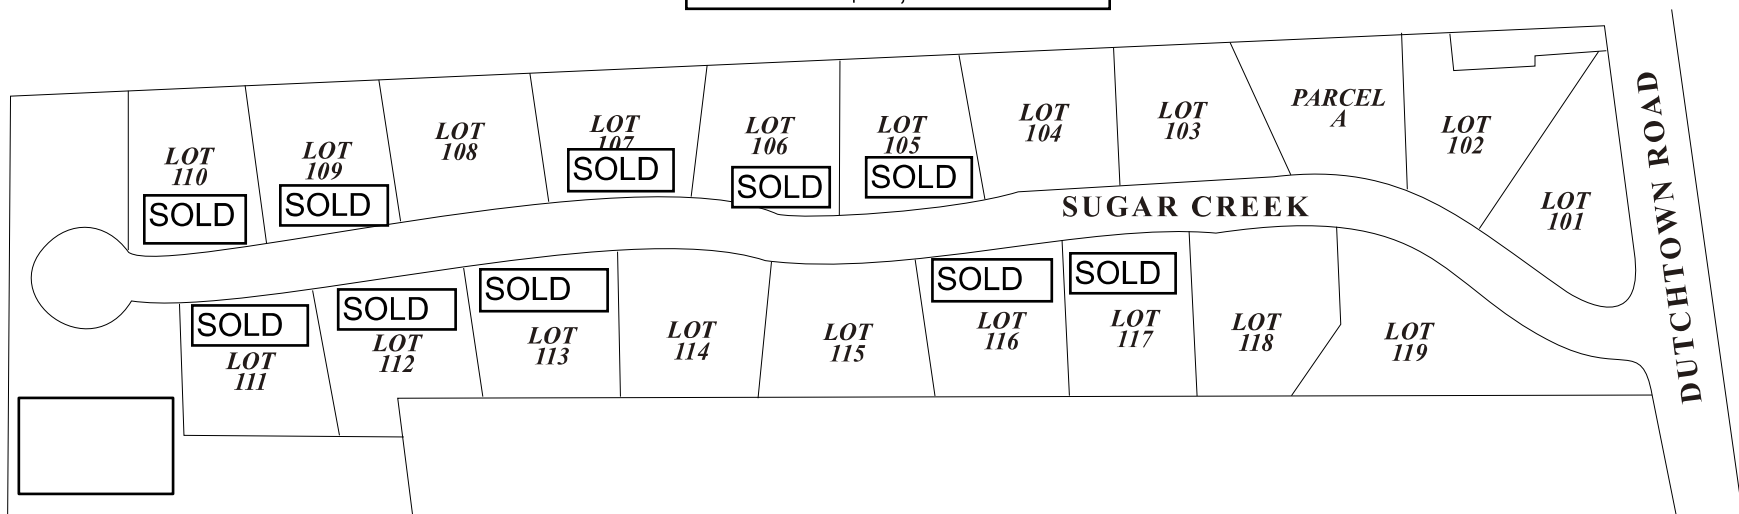 LOT
110
SOLD
LOT
109
SOLD
LOT
108
LOT
107
SOLD
LOT
106
SOLD
LOT
105
SOLD
LOT
104
LOT
103
PARCEL
A
LOT
102
LOT
101
SUGAR CREEK
DUTCHTOWN ROAD
SOLD
LOT
111
SOLD
LOT
112
SOLD
LOT
113
LOT
114
LOT
115
SOLD
LOT
116
SOLD
LOT
117
LOT
118
LOT
119